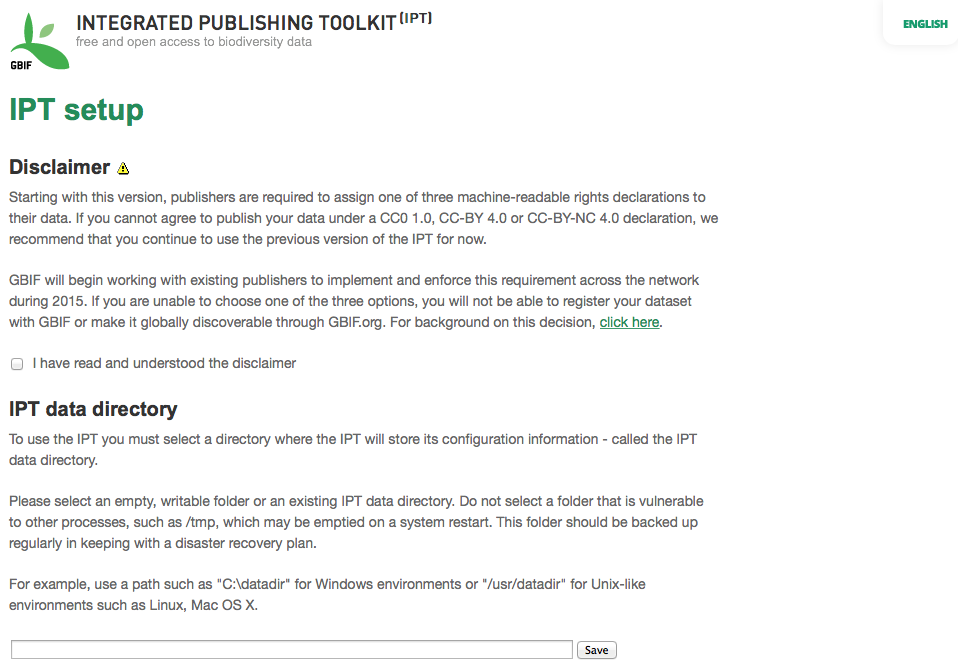 INTEGRATED PUBLISHING TOOLKIT (IPT)
free and open access to biodiversity data
GBIF
ENGLISH
IPT setup
Disclaimer
Starting with this version, publishers are required to assign one of three machine-readable rights declarations to
their data. If you cannot agree to publish your data under a CC0 1.0, CC-BY 4.0 or CC-BY-NC 4.0 declaration, we
recommend that you continue to use the previous version of the IPT for now.
GBIF will begin working with existing publishers to implement and enforce this requirement across the network
during 2015. If you are unable to choose one of the three options, you will not be able to register your dataset
with GBIF or make it globally discoverable through GBIF.org. For background on this decision, click here.
I have read and understood the disclaimer
IPT data directory
To use the IPT you must select a directory where the IPT will store its configuration information - called the IPT
data directory.
Please select an empty, writable folder or an existing IPT data directory. Do not select a folder that is vulnerable
to other processes, such as /tmp, which may be emptied on a system restart. This folder should be backed up
regularly in keeping with a disaster recovery plan.
For example, use a path such as "C:\datadir" for Windows environments or "/usr/datadir" for Unix-like
environments such as Linux, Mac OS X.
Save